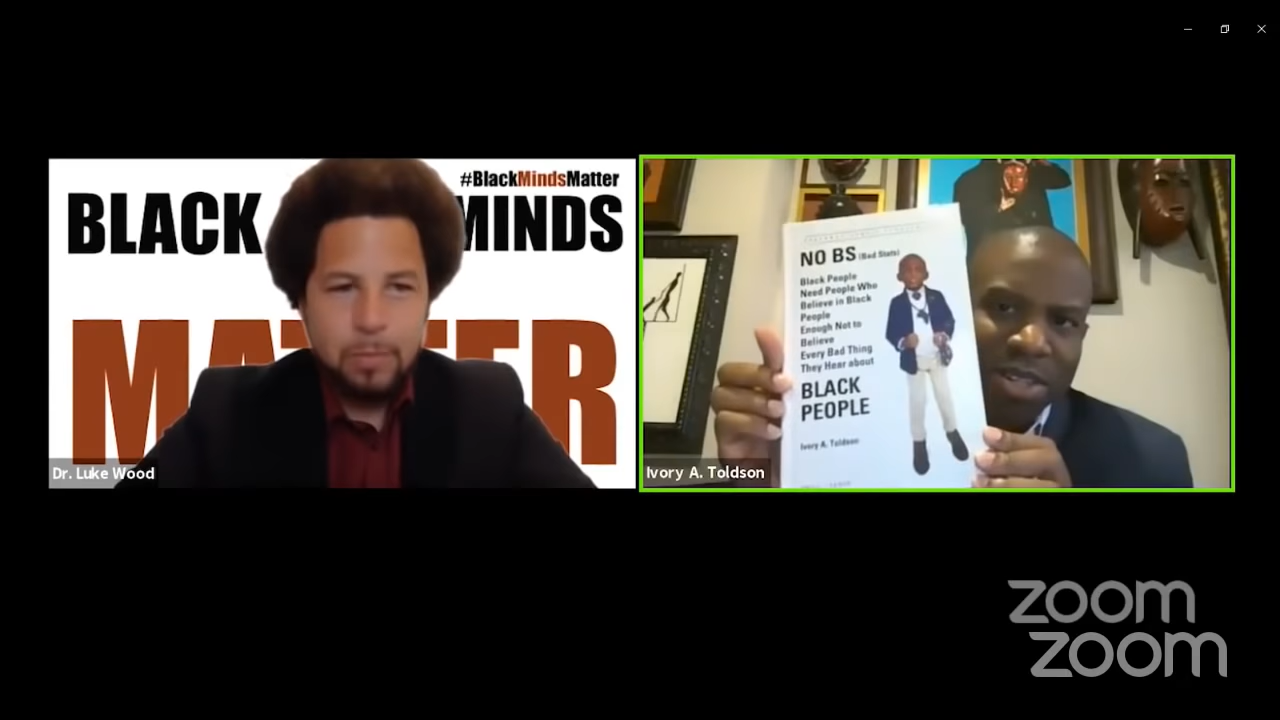 #BlackMindsMatter
BLACK MINDS
MATTER
Dr. Luke Wood
NO BS (Bad Stats)
Black People
Need People Who
Believe in Black
People
Enough Not to
Believe
Every Bad Thing
They Hear about
BLACK
PEOPLE
Ivory A. Toldson
Ivory A. Toldson
zoom
zoom